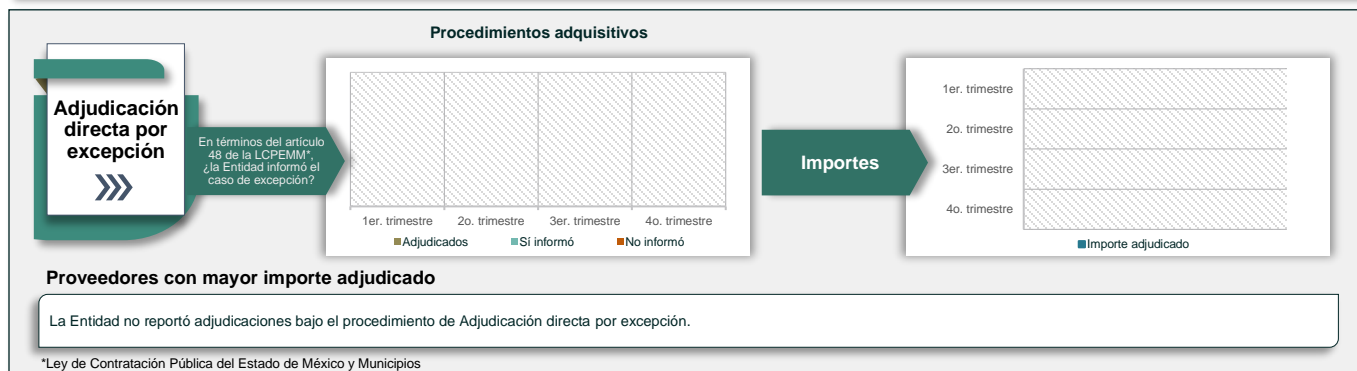 Procedimientos adquisitivos
Adjudicación
directa por
excepción
En términos del artículo
48 de la LCPEMM*,
¿la Entidad informó el
caso de excepción?
1er. trimestre
2o. trimestre
3er. trimestre
4o. trimestre
Adjudicados
Sí informó
No informó
Importes
1er. trimestre
2o. trimestre
3er. trimestre
4o. trimestre
Importe adjudicado
Proveedores con mayor importe adjudicado
La Entidad no reportó adjudicaciones bajo el procedimiento de Adjudicación directa por excepción.
*Ley de Contratación Pública del Estado de México y Municipios